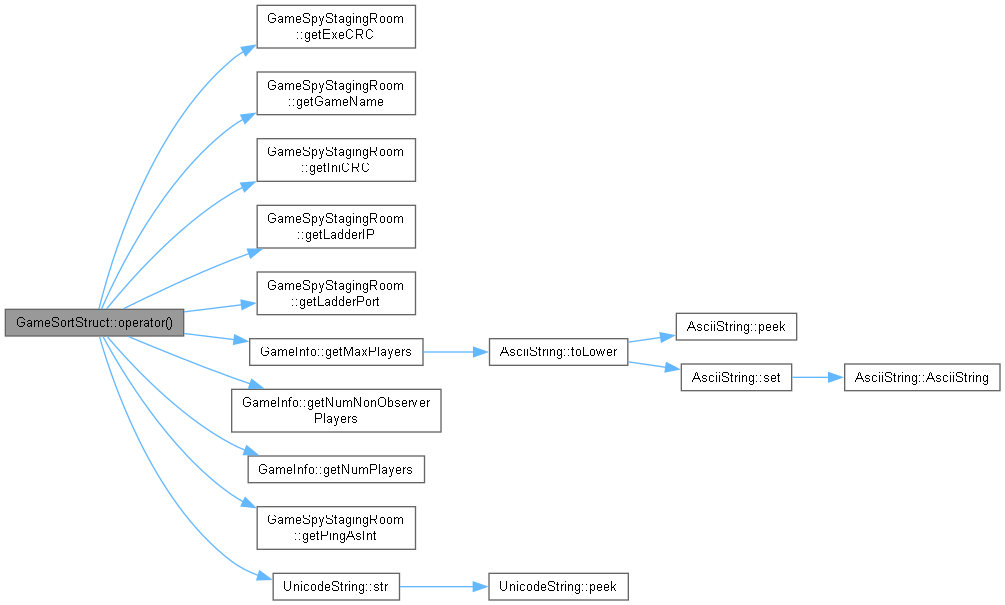 GameSpyStagingRoom
::getExeCRC
GameSpyStagingRoom
::getGameName
GameSpyStagingRoom
::getIniCRC
GameSpyStagingRoom
::getLadderIP
GameSpyStagingRoom
::getLadderPort
GameSortStruct::operator()
GameInfo::getMaxPlayers
AsciiString::toLower
AsciiString::peek
AsciiString::set
AsciiString::AsciiString
GameInfo::getNumNonObserver
Players
GameInfo::getNumPlayers
GameSpyStagingRoom
::getPingAsInt
UnicodeString::str
UnicodeString::peek